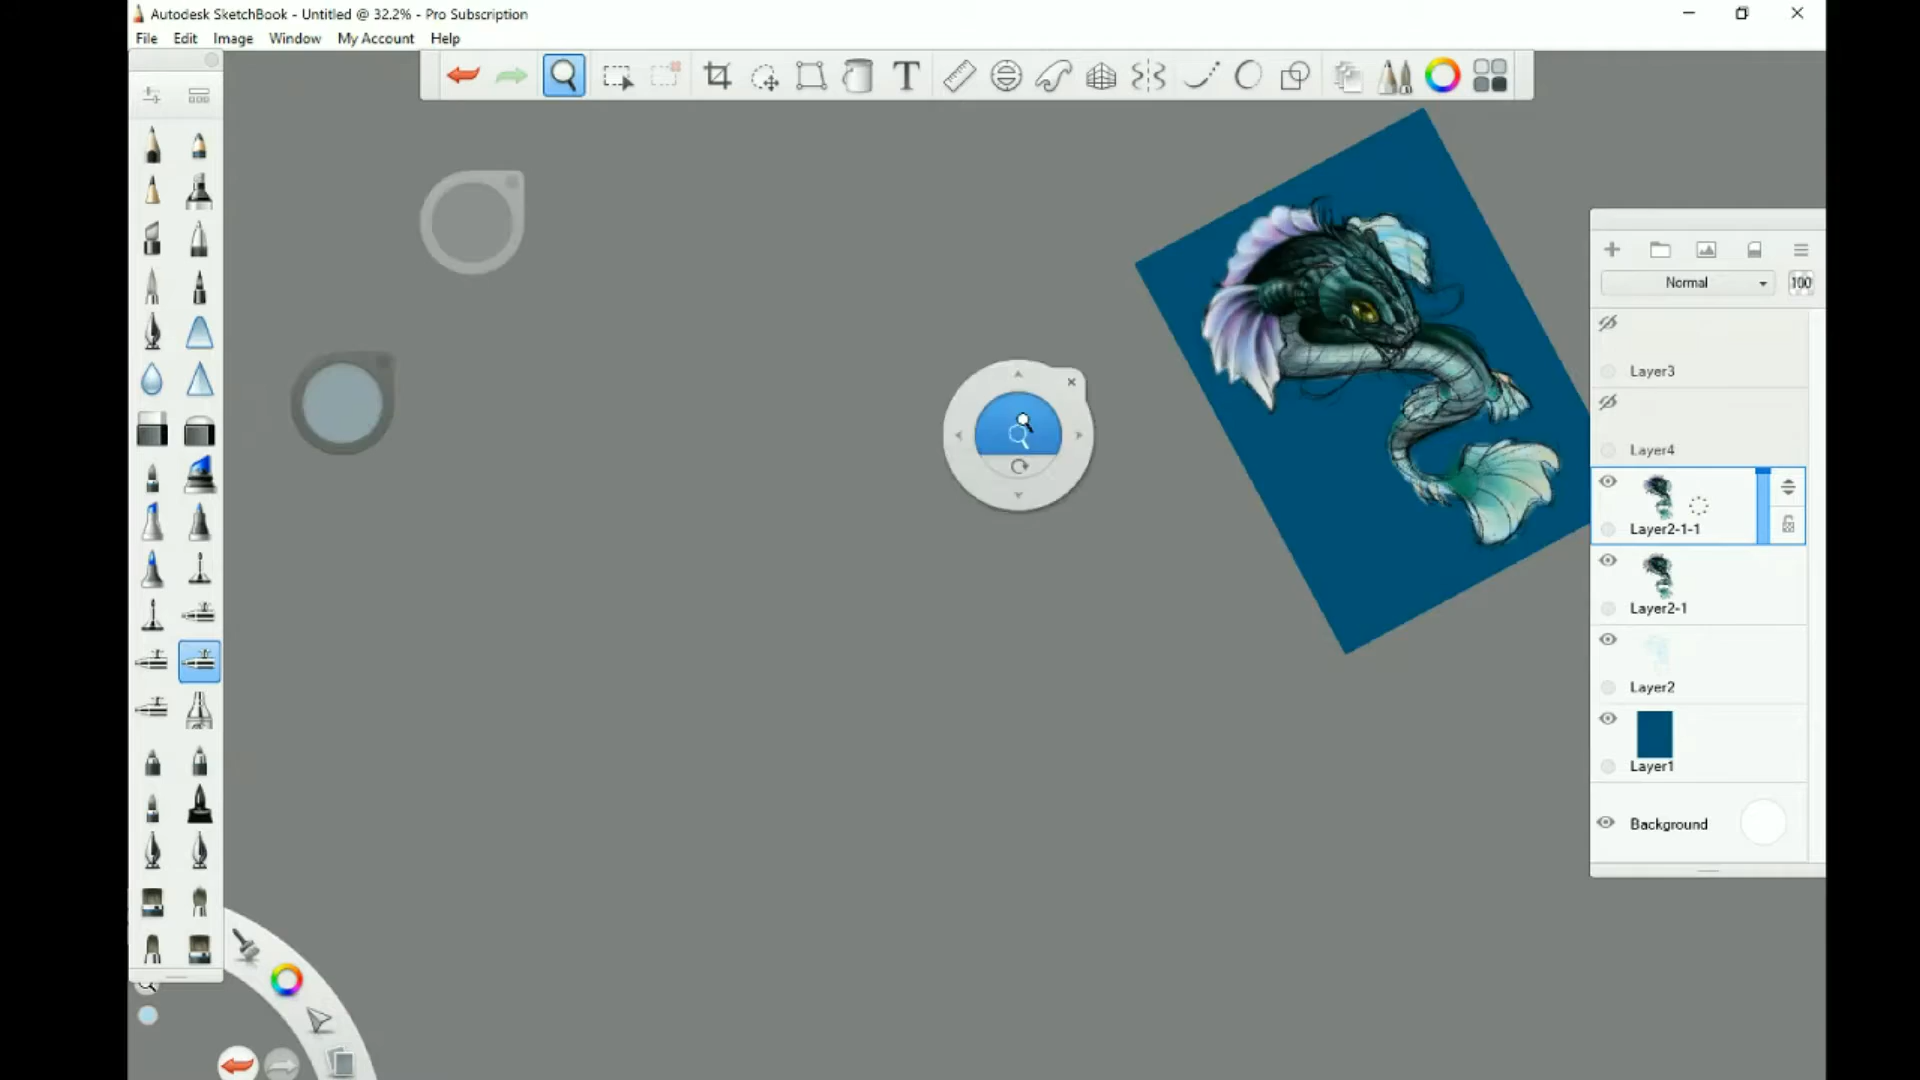 Autodesk SketchBook - Untitled @ 32.2% - Pro Subscription
File Edit Image Window My Account Help
Normal 100
Layer3
Layer4
Layer2-1-1
Layer2-1
Layer2
Layer1
Background